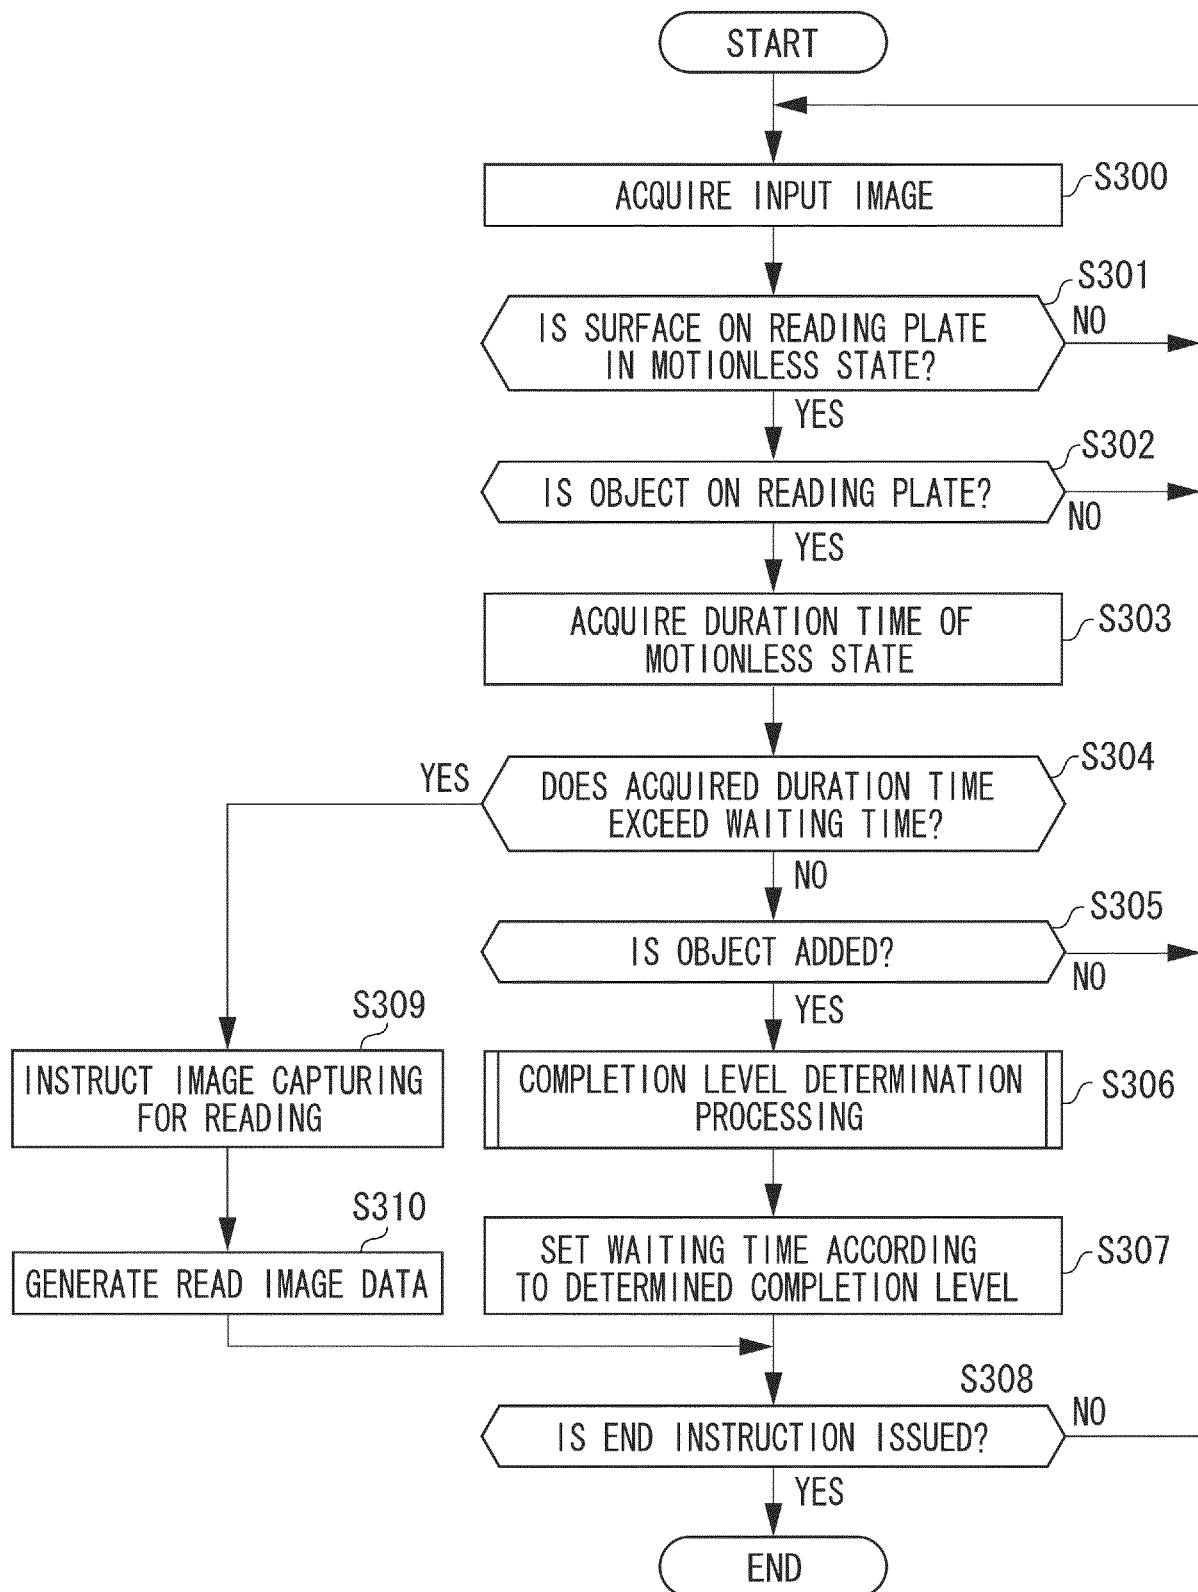 START
ACQUIRE INPUT IMAGE
S300
S301
IS SURFACE ON READING PLATE
IN MOTIONLESS STATE?
NO
YES
S302
IS OBJECT ON READING PLATE?
NO
YES
ACQUIRE DURATION TIME OF
MOTIONLESS STATE
S303
S304
YES
DOES ACQUIRED DURATION TIME
EXCEED WAITING TIME?
NO
S305
IS OBJECT ADDED?
NO
YES
S309
INSTRUCT IMAGE CAPTURING
FOR READING
COMPLETION LEVEL DETERMINATION
PROCESSING
S306
S310
GENERATE READ IMAGE DATA
SET WAITING TIME ACCORDING
TO DETERMINED COMPLETION LEVEL
S307
S308
IS END INSTRUCTION ISSUED?
NO
YES
END